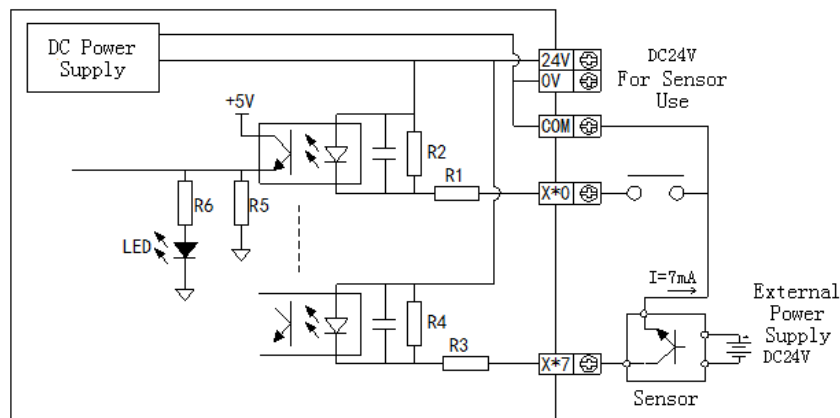 DC Power
Supply
24V
0V
COM
DC24V
For Sensor
Use
+5V
R2
R1
X*0
R6
R5
LED
I=7mA
External
Power
Supply
DC24V
R4
R3
X*7
Sensor